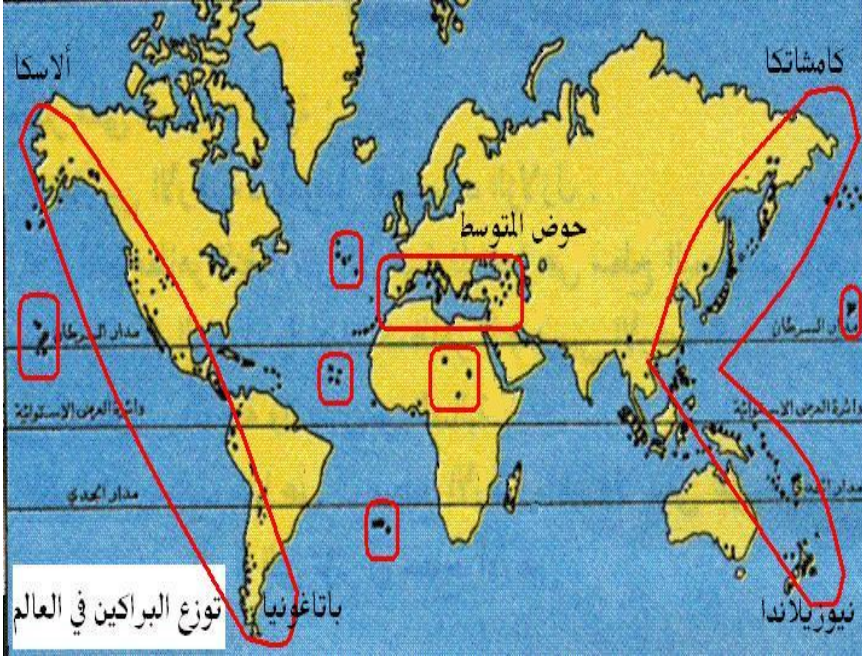 ألاسكا
كامشاتكا
حوض المتوسط
مدار السرطان
مدار السرطان
دائرة العرض الاستوائية
دائرة العرض الاستوائية
مدار الجدي
مدار الجدي
توزع البراكين في العالم
باتاغونيا
نيوزيلاندا